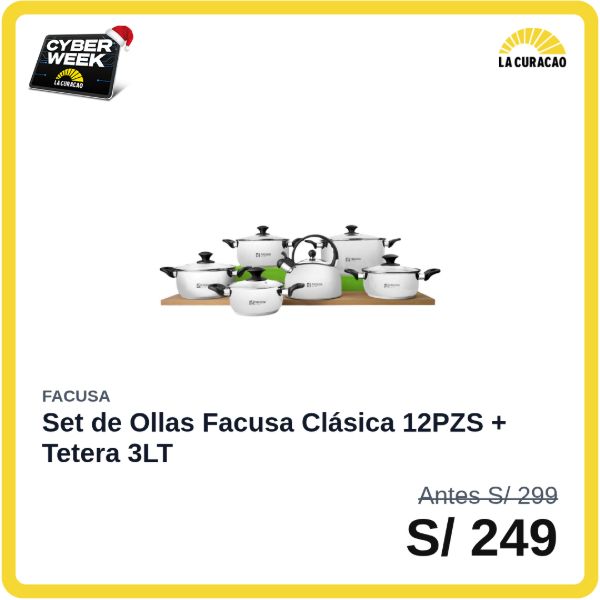 CYBER
WEEK
LA CURACAO
LA CURACAO
FACUSA
Set de Ollas Facusa Clásica 12PZS +
Tetera 3LT
Antes S/ 299
S/ 249